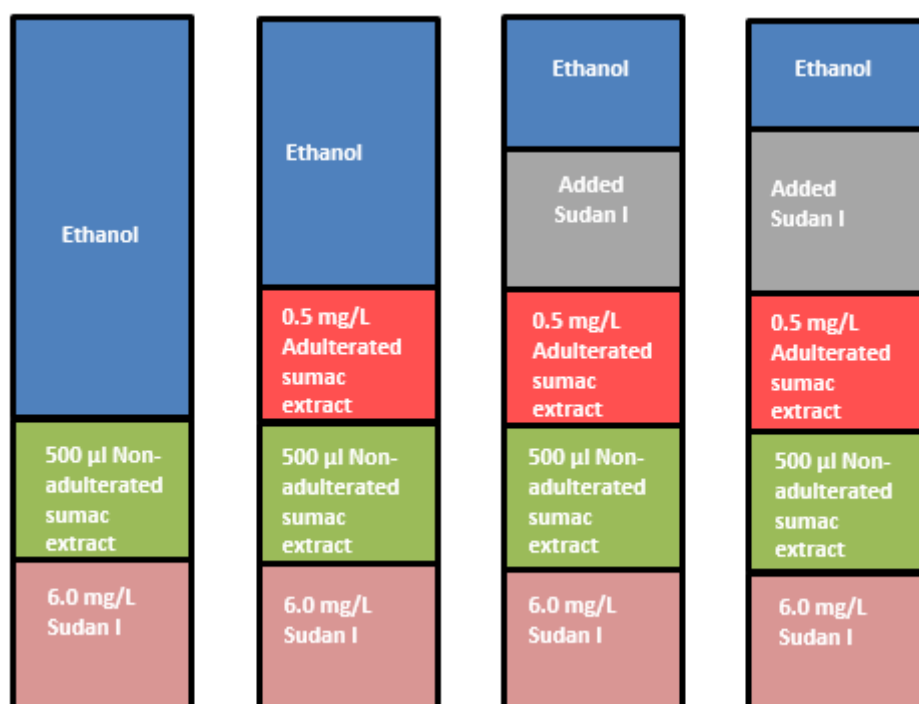 Ethanol
500 µl Non-
adulterated
sumac
extract
6.0 mg/L
Sudan I
Ethanol
0.5 mg/L
Adulterated
sumac
extract
500 µl Non-
adulterated
sumac
extract
6.0 mg/L
Sudan I
Ethanol
Added
Sudan I
0.5 mg/L
Adulterated
sumac
extract
500 µl Non-
adulterated
sumac
extract
6.0 mg/L
Sudan I
Ethanol
Added
Sudan I
0.5 mg/L
Adulterated
sumac
extract
500 µl Non-
adulterated
sumac
extract
6.0 mg/L
Sudan I